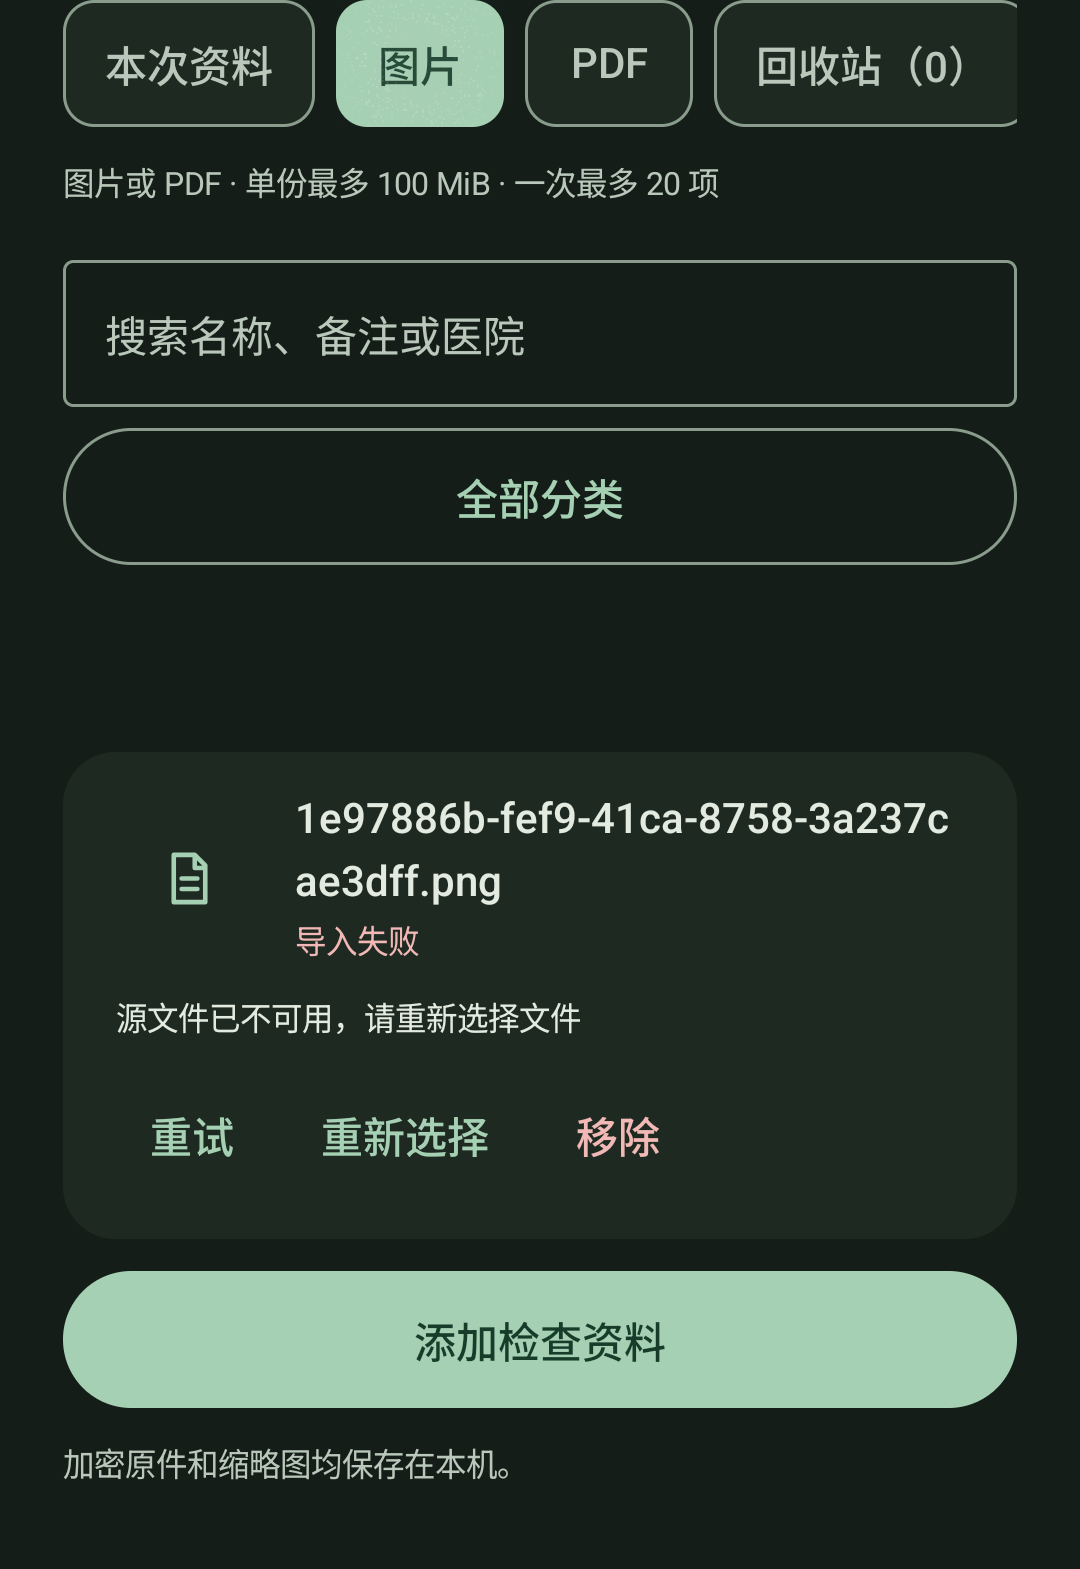 本次资料
图片
PDF
回收站（0）
图片或 PDF · 单份最多 100 MiB · 一次最多 20 项
搜索名称、备注或医院
全部分类
1e97886b-fef9-41ca-8758-3a237c
ae3dff.png
导入失败
源文件已不可用，请重新选择文件
重试
重新选择
移除
添加检查资料
加密原件和缩略图均保存在本机。